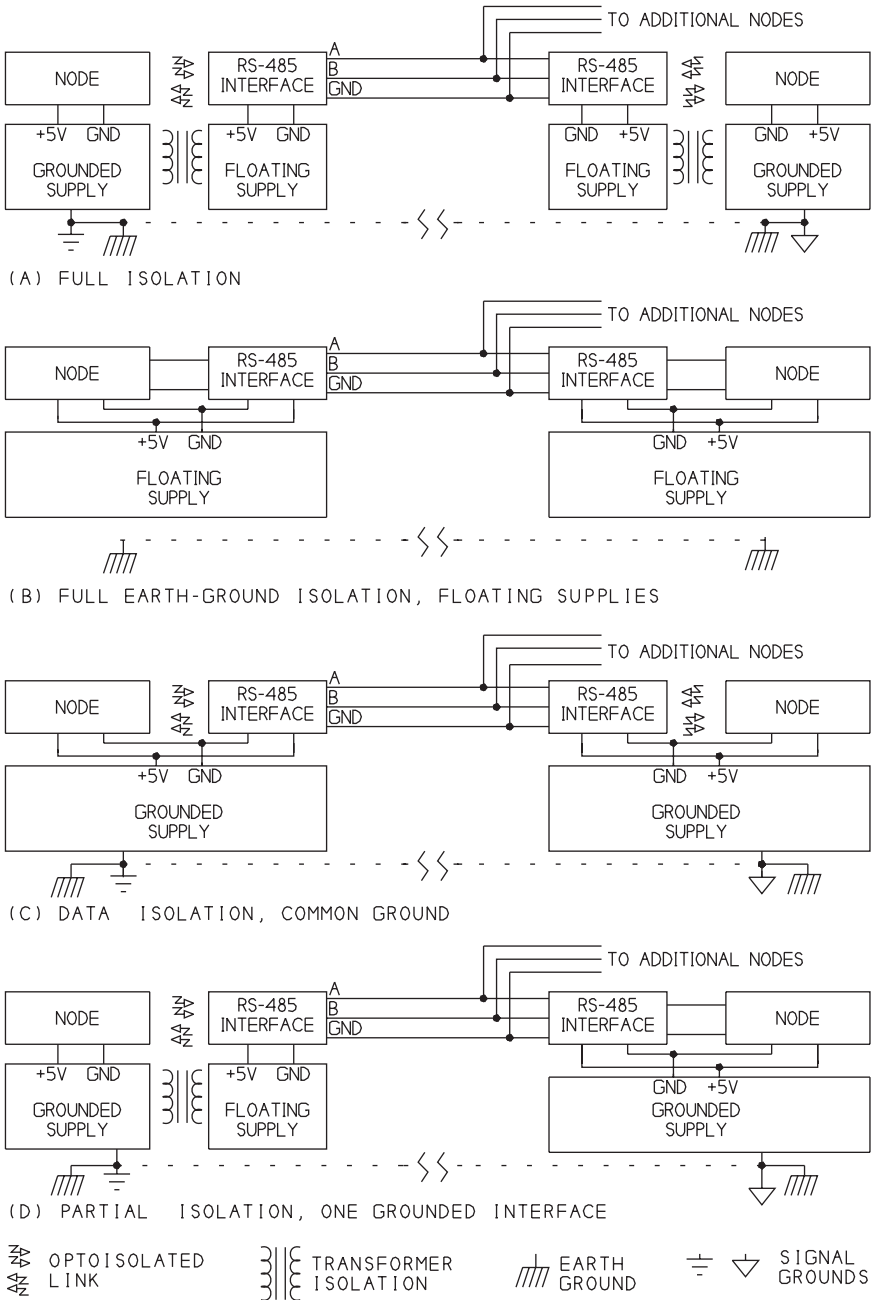 TO ADDITIONAL NODES
A
B
GND
NODE
RS-485
INTERFACE
RS-485
INTERFACE
NODE
+5V GND
+5V GND
GND +5V
GND +5V
GROUNDED
SUPPLY
FLOATING
SUPPLY
FLOATING
SUPPLY
GROUNDED
SUPPLY
(A) FULL ISOLATION
TO ADDITIONAL NODES
A
B
GND
NODE
RS-485
INTERFACE
RS-485
INTERFACE
NODE
+5V GND
GND +5V
FLOATING
SUPPLY
FLOATING
SUPPLY
(B) FULL EARTH-GROUND ISOLATION, FLOATING SUPPLIES
TO ADDITIONAL NODES
A
B
GND
NODE
RS-485
INTERFACE
RS-485
INTERFACE
NODE
+5V GND
GND +5V
GROUNDED
SUPPLY
GROUNDED
SUPPLY
(C) DATA ISOLATION, COMMON GROUND
TO ADDITIONAL NODES
A
B
GND
NODE
RS-485
INTERFACE
RS-485
INTERFACE
NODE
+5V GND
+5V GND
GND +5V
GROUNDED
SUPPLY
FLOATING
SUPPLY
GROUNDED
SUPPLY
(D) PARTIAL ISOLATION, ONE GROUNDED INTERFACE
OPTOISOLATED
LINK
TRANSFORMER
ISOLATION
EARTH
GROUND
SIGNAL
GROUNDS